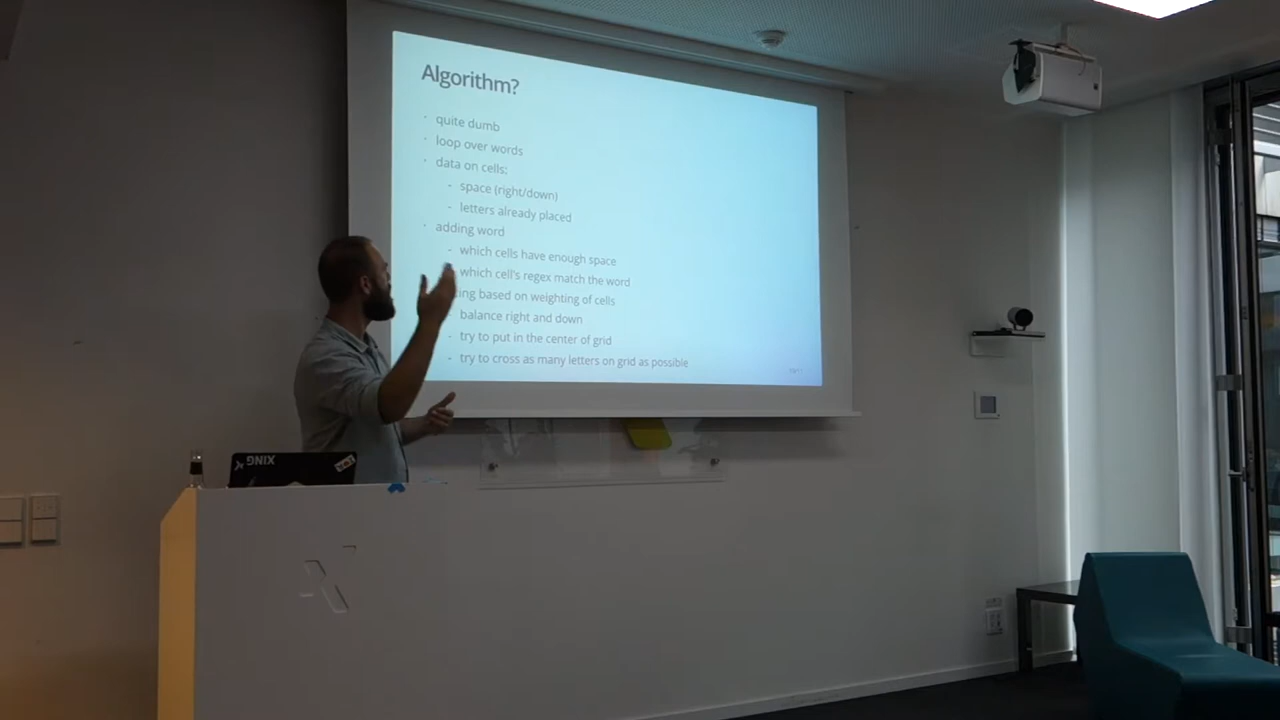 Algorithm?
- quite dumb
- loop over words
- data on cells:
- space (right/down)
- letters already placed
- adding word
- which cells have enough space
which cell's regex match the word
based on weighting of cells
balance right and down
- try to put in the center of grid
- try to cross as many letters on grid as possible
XING